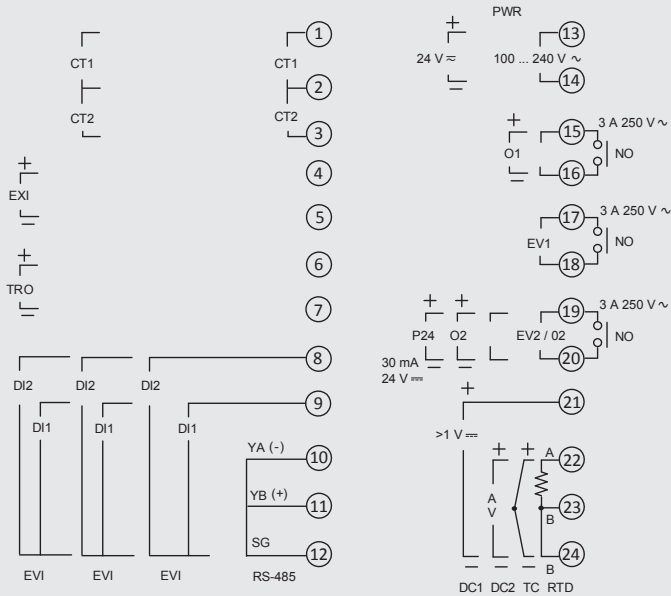 PWR
1
13
24 V ≂
100 ... 240 V ~
CT1
CT1
2
14
CT2
CT2
3
15
3 A 250 V ~
O1
NO
4
16
EXI
5
17
3 A 250 V ~
EV1
NO
6
18
TRO
7
19
3 A 250 V ~
P24
O2
EV2 / 02
NO
8
20
30 mA
24 V ⎓
DI2
DI2
DI2
9
21
DI1
DI1
DI1
>1 V ⎓
YA (-)
10
A
22
YB (+)
11
A
V
23
B
SG
12
24
B
EVI
EVI
EVI
RS-485
DC1
DC2
TC
RTD